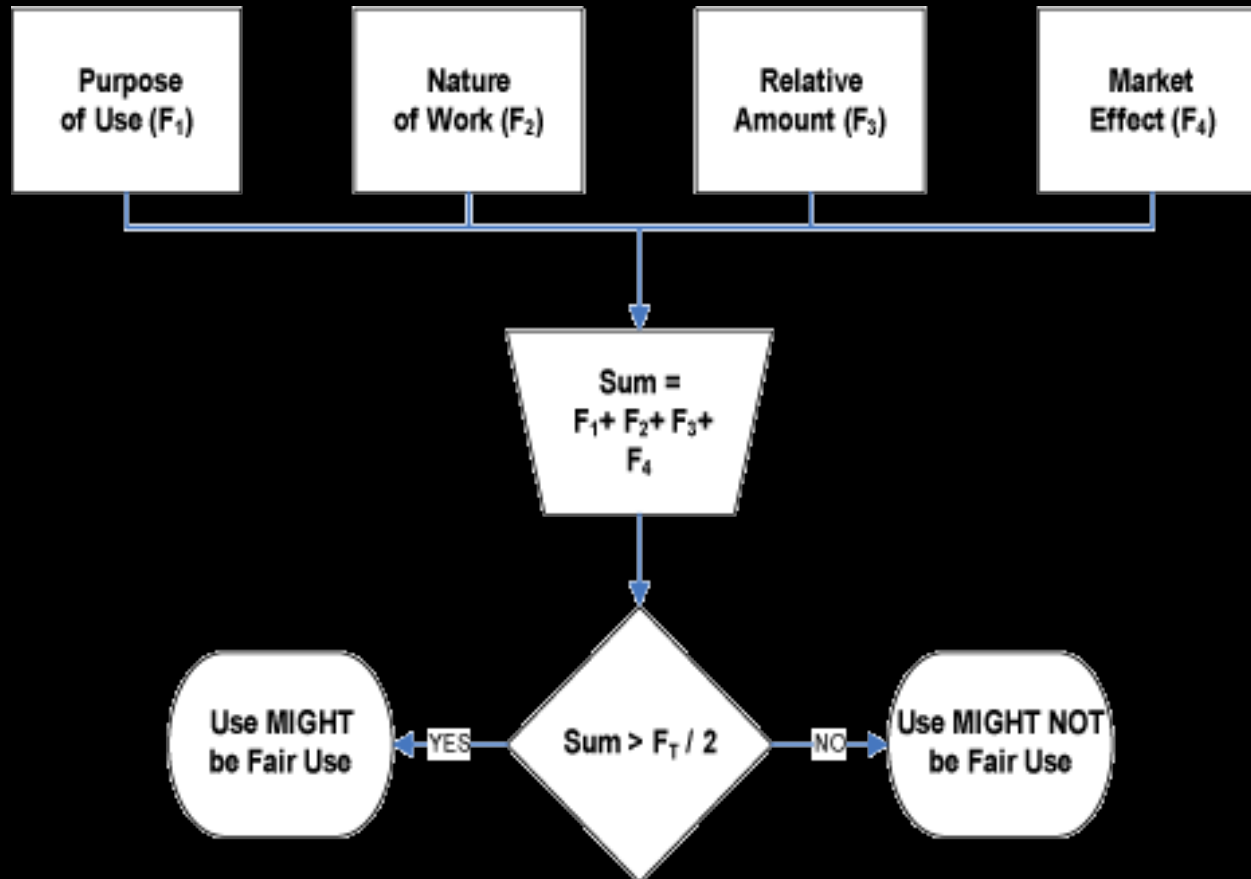 Purpose
of Use (F₁)
Nature
of Work (F₂)
Relative
Amount (F₃)
Market
Effect (F₄)
Sum =
F₁+ F₂+ F₃+
F₄
Sum > F_T / 2
YES
NO
Use MIGHT
be Fair Use
Use MIGHT NOT
be Fair Use